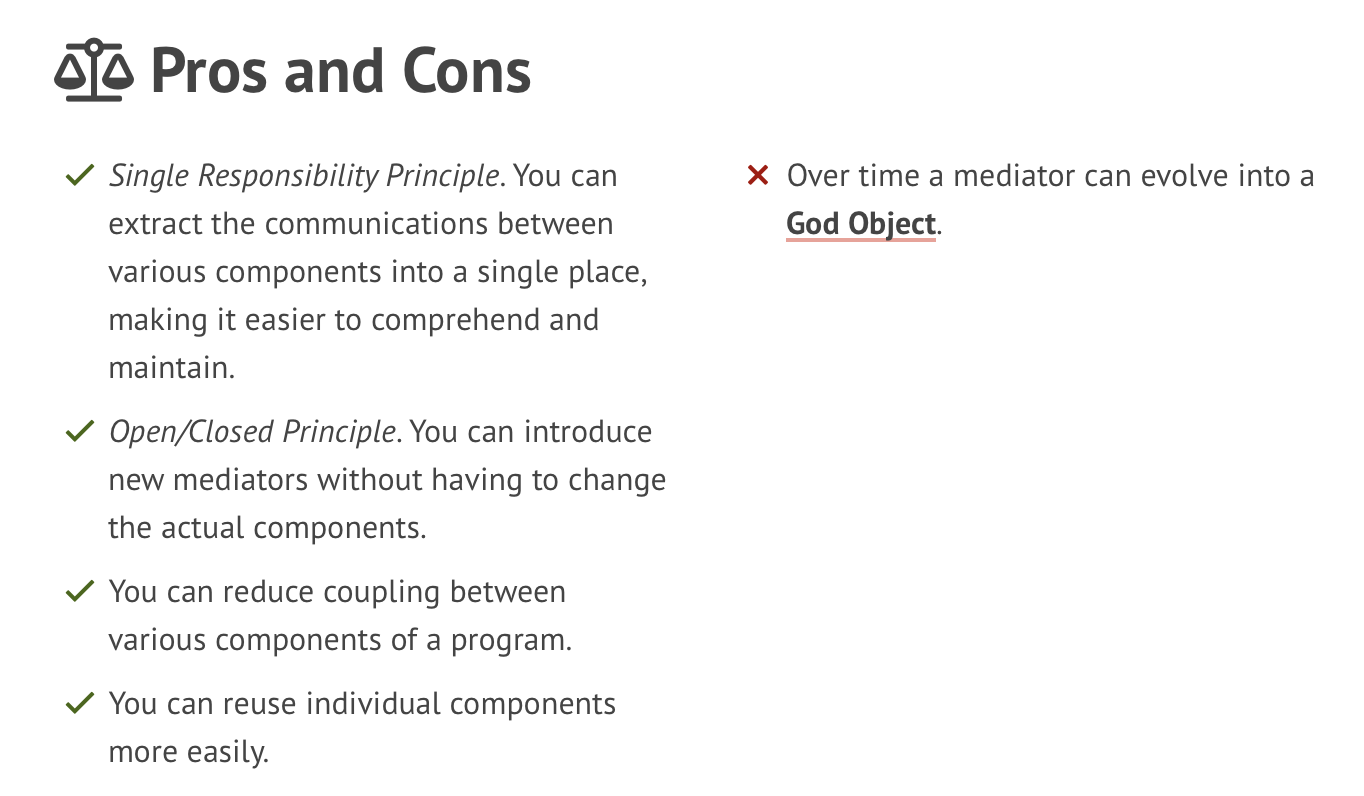 Pros and Cons
Single Responsibility Principle. You can
extract the communications between
various components into a single place,
making it easier to comprehend and
maintain.
Open/Closed Principle. You can introduce
new mediators without having to change
the actual components.
You can reduce coupling between
various components of a program.
You can reuse individual components
more easily.
Over time a mediator can evolve into a
God Object.